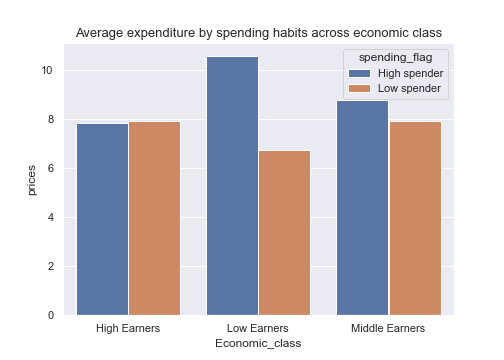 Average expenditure by spending habits across economic class
spending_flag
High spender
Low spender
10
8
6
4
2
0
prices
High Earners
Low Earners
Middle Earners
Economic_class